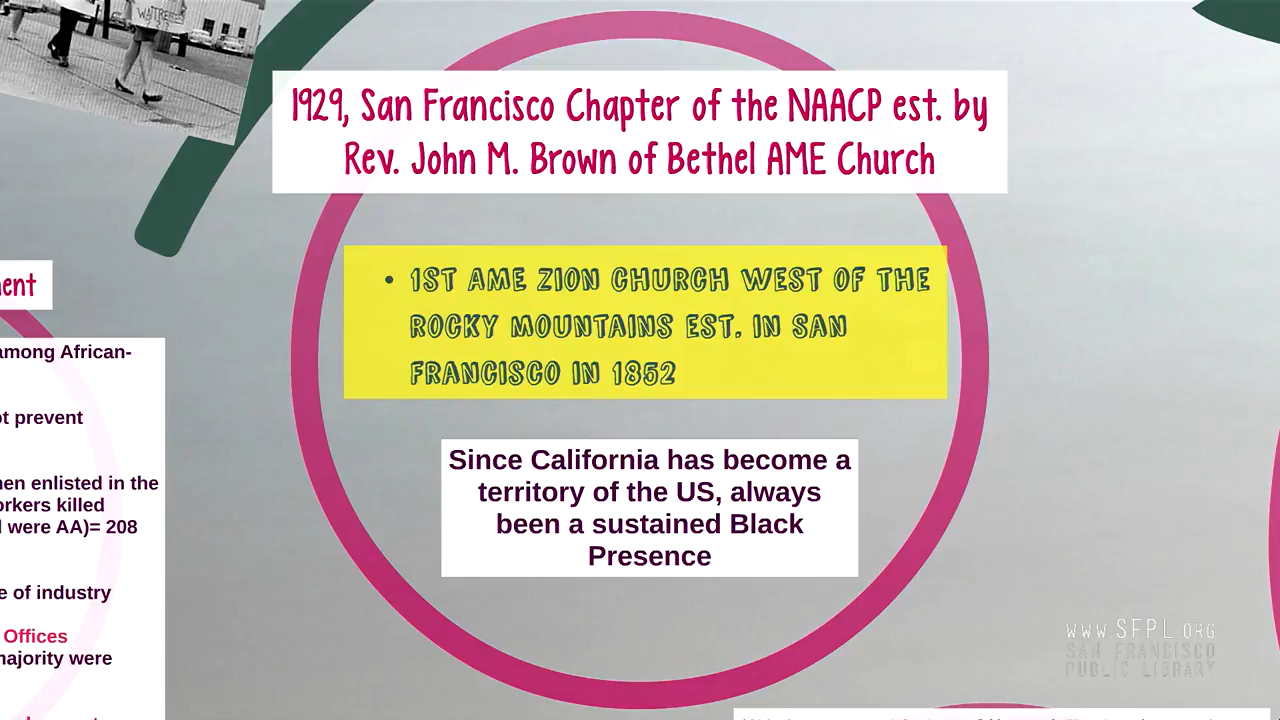 WAITRESSES
1929, San Francisco Chapter of the NAACP est. by
Rev. John M. Brown of Bethel AME Church
• 1ST AME ZION CHURCH WEST OF THE
ROCKY MOUNTAINS EST. IN SAN
FRANCISCO IN 1852
Since California has become a
territory of the US, always
been a sustained Black
Presence
ent
among African-
ot prevent
en enlisted in the
orkers killed
were AA)= 208
e of industry
Offices
majority were
WWW.SFPL.ORG
SAN FRANCISCO
PUBLIC LIBRARY